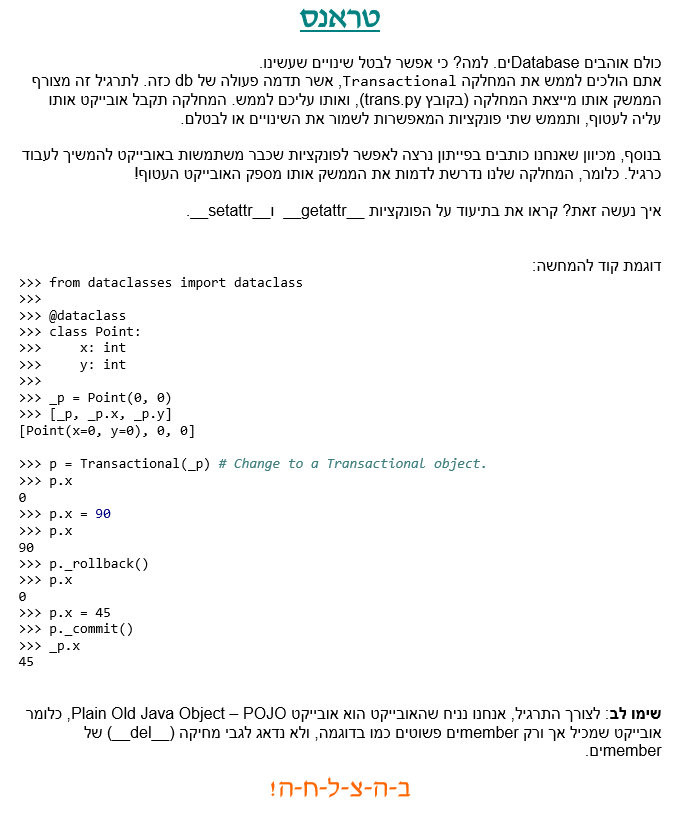 טראנס
כולם אוהבים Databaseים. למה? כי אפשר לבטל שינויים שעשינו.
אתם הולכים לממש את המחלקה Transactional, אשר תדמה פעולה של db כזה. לתרגיל זה מצורף
הממשק אותו מייצאת המחלקה (בקובץ trans.py), ואותו עליכם לממש. המחלקה תקבל אובייקט אותו
עליה לעטוף, ותממש שתי פונקציות המאפשרות לשמור את השינויים או לבטלם.
בנוסף, מכיוון שאנחנו כותבים בפייתון נרצה לאפשר לפונקציות שכבר משתמשות באובייקט להמשיך לעבוד
כרגיל. כלומר, המחלקה שלנו נדרשת לדמות את הממשק אותו מספק האובייקט העטוף!
איך נעשה זאת? קראו את בתיעוד על הפונקציות __getattr__ ו__setattr__.
דוגמת קוד להמחשה:
>>> from dataclasses import dataclass
>>>
>>> @dataclass
>>> class Point:
>>>     x: int
>>>     y: int
>>>
>>> _p = Point(0, 0)
>>> [_p, _p.x, _p.y]
[Point(x=0, y=0), 0, 0]
>>> p = Transactional(_p) # Change to a Transactional object.
>>> p.x
0
>>> p.x = 90
>>> p.x
90
>>> p._rollback()
>>> p.x
0
>>> p.x = 45
>>> p._commit()
>>> _p.x
45
שימו לב: לצורך התרגיל, אנחנו נניח שהאובייקט הוא אובייקט Plain Old Java Object – POJO, כלומר
אובייקט שמכיל אך ורק memberים פשוטים כמו בדוגמה, ולא נדאג לגבי מחיקה (__del__) של
memberים.
ב-ה-צ-ל-ח-ה!